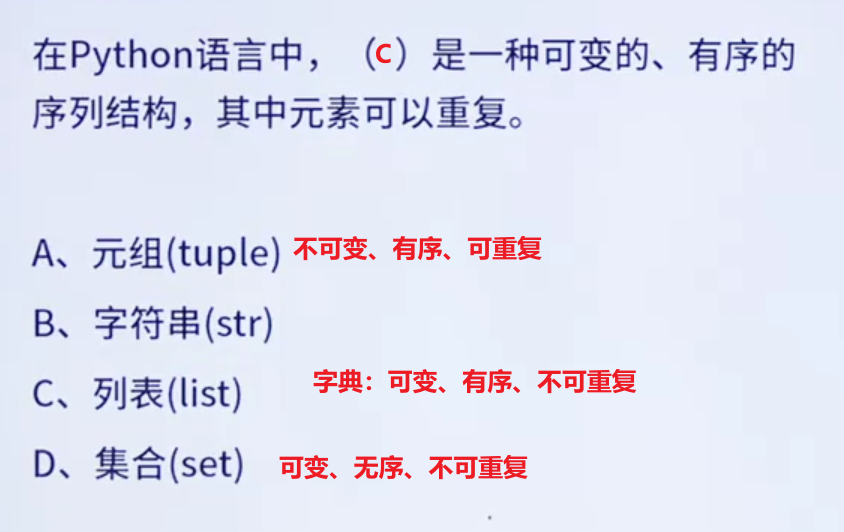 在Python语言中，（C）是一种可变的、有序的
序列结构，其中元素可以重复。
A、元组(tuple) 不可变、有序、可重复
B、字符串(str)
字典：可变、有序、不可重复
C、列表(list)
D、集合(set) 可变、无序、不可重复